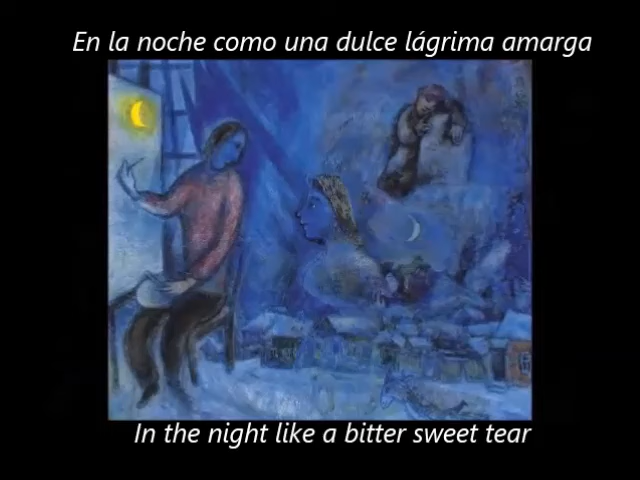 En la noche como una dulce lágrima amarga
In the night like a bitter sweet tear